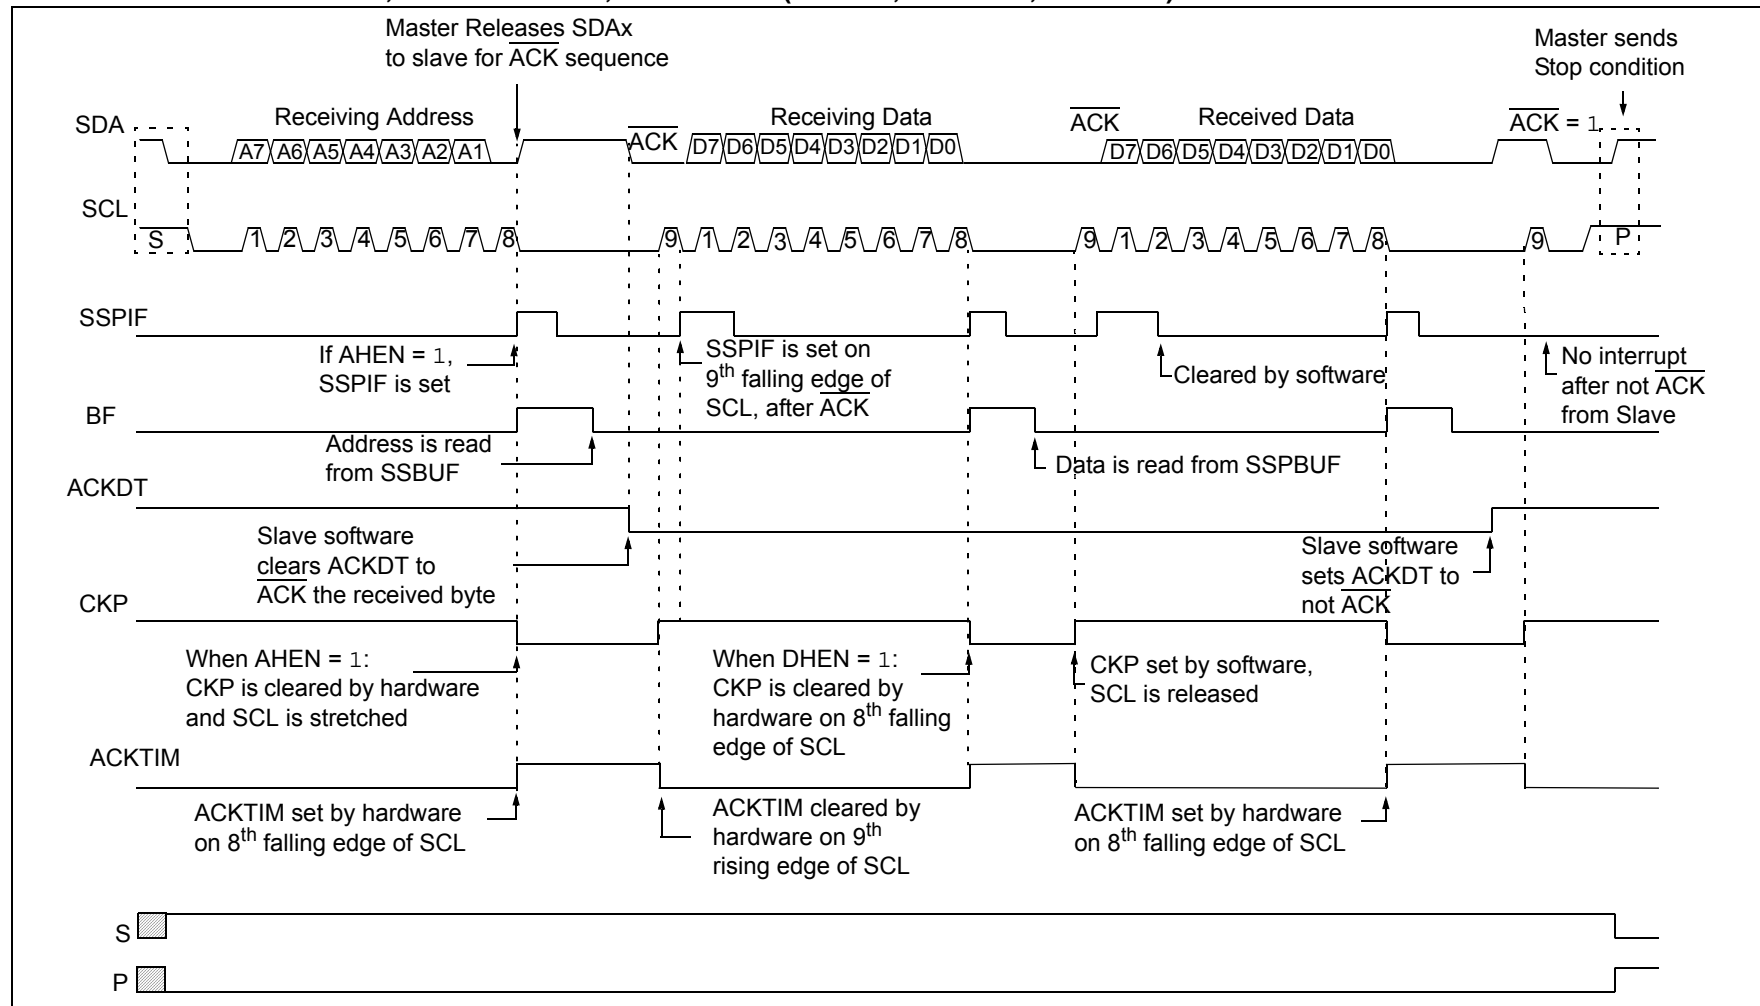 Master Releases SDAx
to slave for ACK sequence
Master sends
Stop condition
SDA
Receiving Address
ACK
Receiving Data
ACK
Received Data
ACK = 1
A7 A6 A5 A4 A3 A2 A1
D7 D6 D5 D4 D3 D2 D1 D0
D7 D6 D5 D4 D3 D2 D1 D0
SCL
S
1 2 3 4 5 6 7 8
9 1 2 3 4 5 6 7 8
9 1 2 3 4 5 6 7 8
9
P
SSPIF
If AHEN = 1,
SSPIF is set
SSPIF is set on
9th falling edge of
SCL, after ACK
Cleared by software
No interrupt
after not ACK
from Slave
BF
Address is read
from SSBUF
Data is read from SSPBUF
ACKDT
Slave software
clears ACKDT to
ACK the received byte
Slave software
sets ACKDT to
not ACK
CKP
When AHEN = 1:
CKP is cleared by hardware
and SCL is stretched
When DHEN = 1:
CKP is cleared by
hardware on 8th falling
edge of SCL
CKP set by software,
SCL is released
ACKTIM
ACKTIM set by hardware
on 8th falling edge of SCL
ACKTIM cleared by
hardware on 9th
rising edge of SCL
ACKTIM set by hardware
on 8th falling edge of SCL
S
P